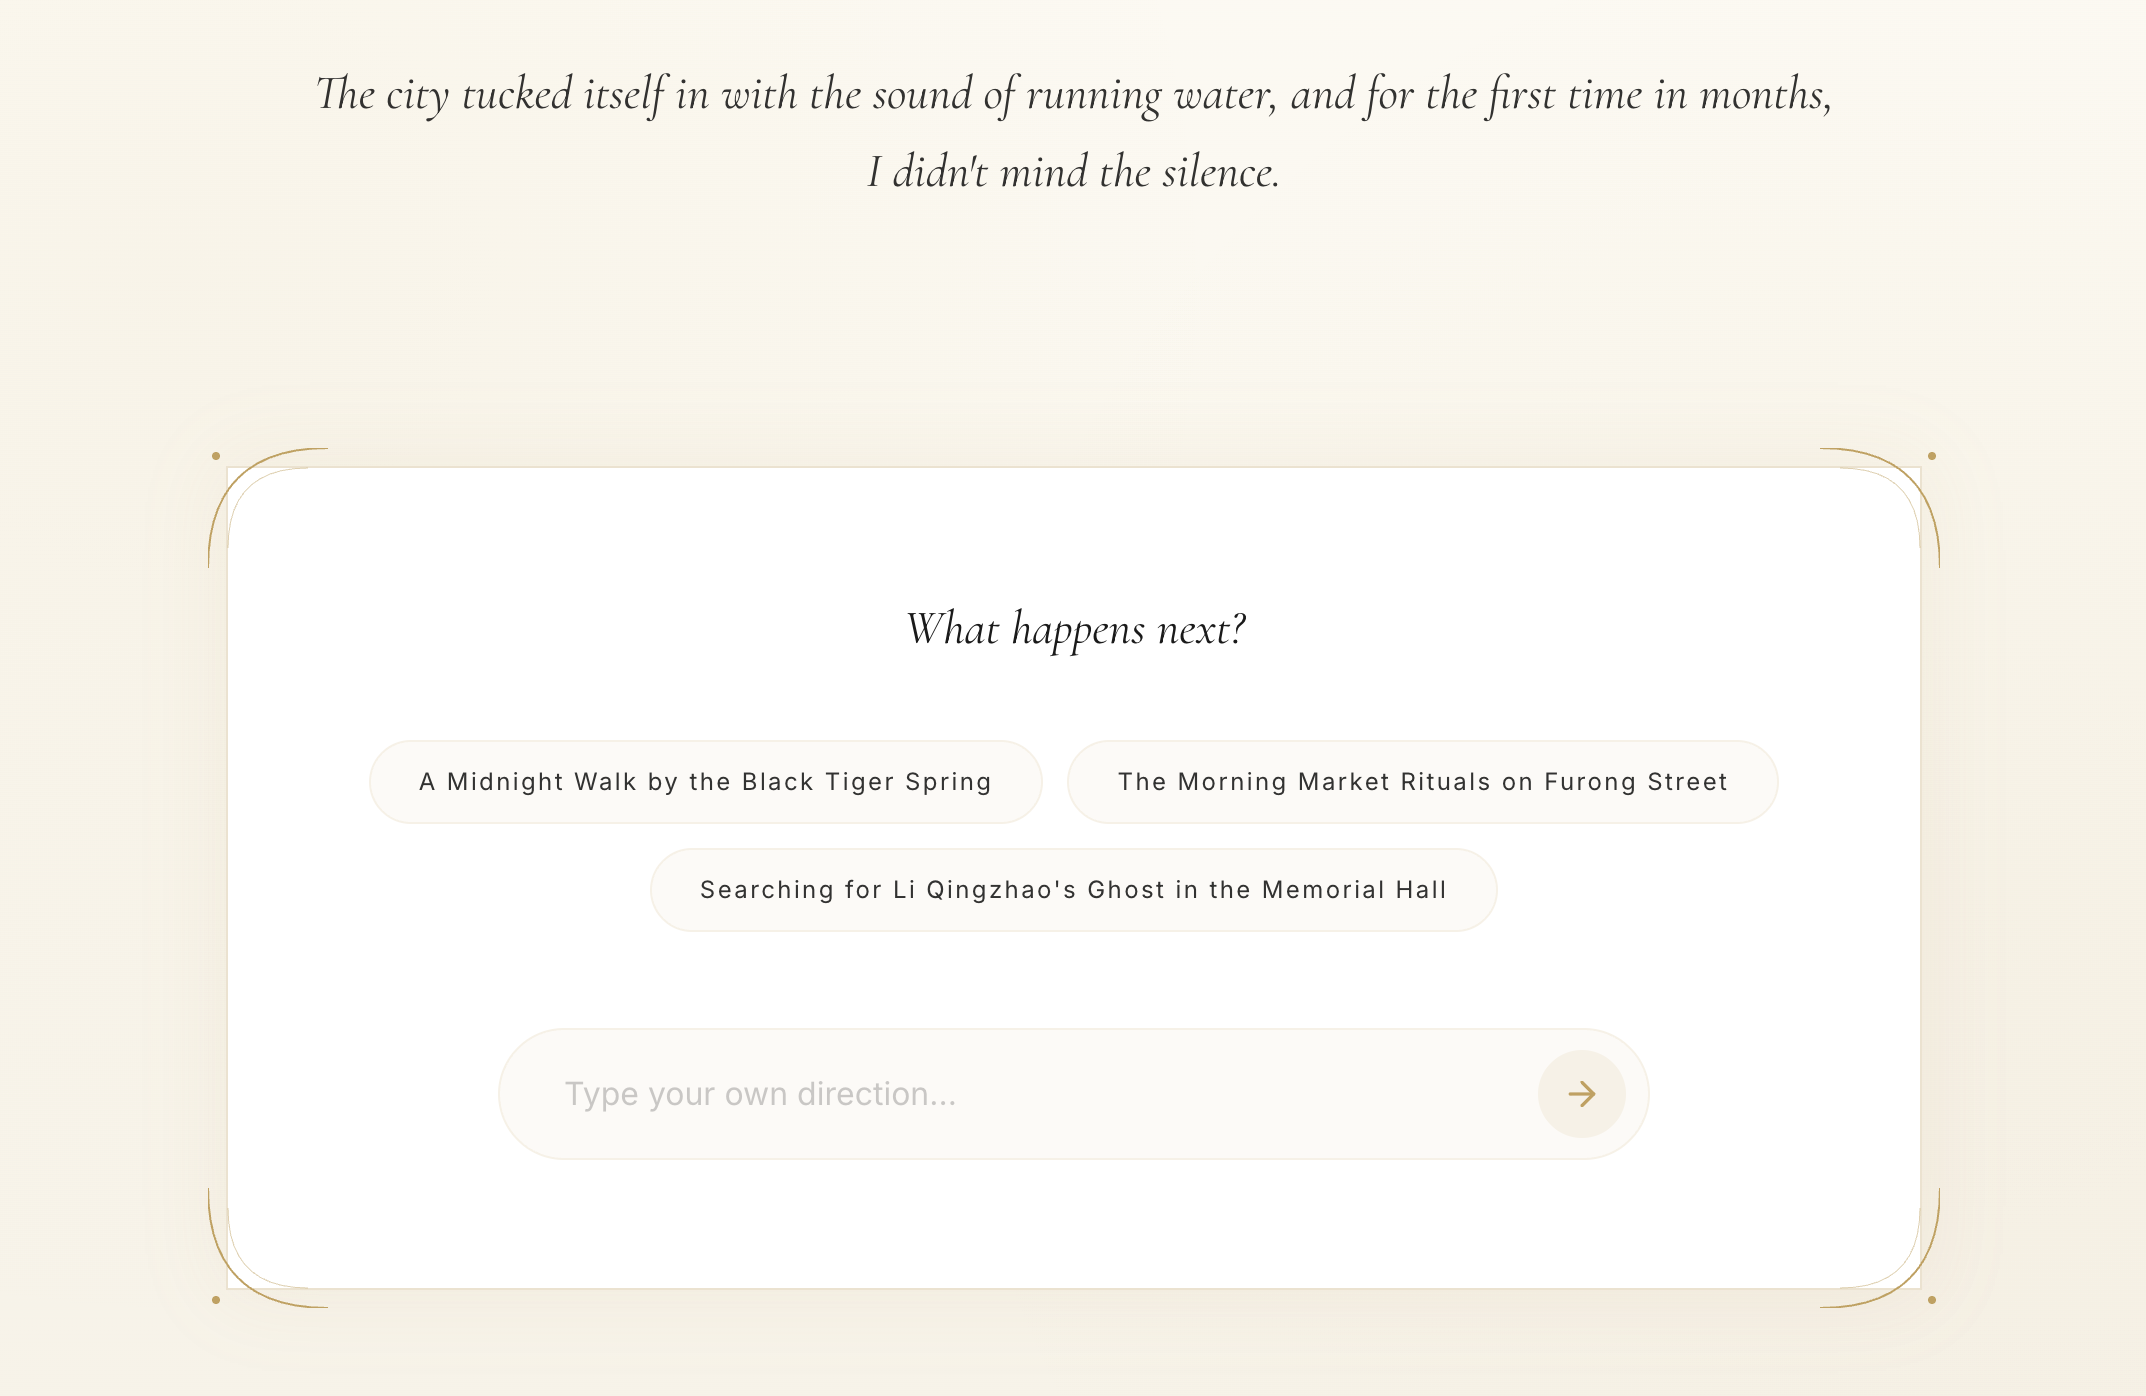 The city tucked itself in with the sound of running water, and for the first time in months,
I didn't mind the silence.
What happens next?
A Midnight Walk by the Black Tiger Spring
The Morning Market Rituals on Furong Street
Searching for Li Qingzhao's Ghost in the Memorial Hall
Type your own direction...